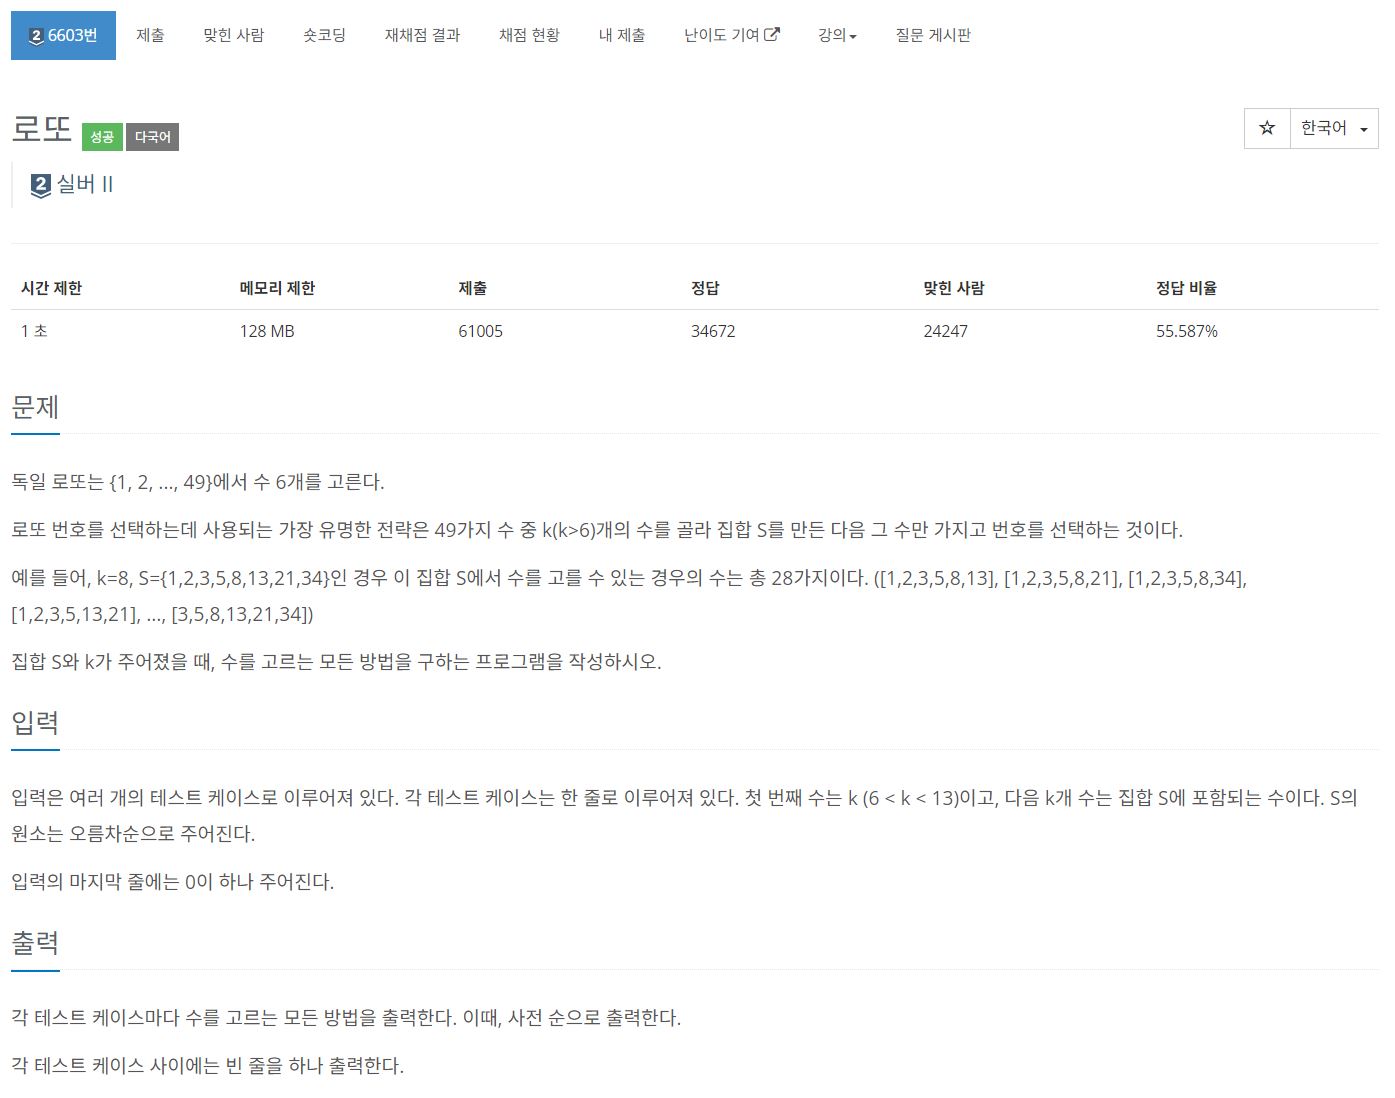 2 6603번 제출 맞힌 사람 숏코딩 재채점 결과 채점 현황 내 제출 난이도 기여 강의 질문 게시판
로또 성공 다국어 한국어
2 실버 II
시간 제한 메모리 제한 제출 정답 맞힌 사람 정답 비율
1 초 128 MB 61005 34672 24247 55.587%
문제
독일 로또는 {1, 2, ..., 49}에서 수 6개를 고른다.
로또 번호를 선택하는데 사용되는 가장 유명한 전략은 49가지 수 중 k(k>6)개의 수를 골라 집합 S를 만든 다음 그 수만 가지고 번호를 선택하는 것이다.
예를 들어, k=8, S={1,2,3,5,8,13,21,34}인 경우 이 집합 S에서 수를 고를 수 있는 경우의 수는 총 28가지이다. ([1,2,3,5,8,13], [1,2,3,5,8,21], [1,2,3,5,8,34],
[1,2,3,5,13,21], ..., [3,5,8,13,21,34])
집합 S와 k가 주어졌을 때, 수를 고르는 모든 방법을 구하는 프로그램을 작성하시오.
입력
입력은 여러 개의 테스트 케이스로 이루어져 있다. 각 테스트 케이스는 한 줄로 이루어져 있다. 첫 번째 수는 k (6 < k < 13)이고, 다음 k개 수는 집합 S에 포함되는 수이다. S의
원소는 오름차순으로 주어진다.
입력의 마지막 줄에는 0이 하나 주어진다.
출력
각 테스트 케이스마다 수를 고르는 모든 방법을 출력한다. 이때, 사전 순으로 출력한다.
각 테스트 케이스 사이에는 빈 줄을 하나 출력한다.